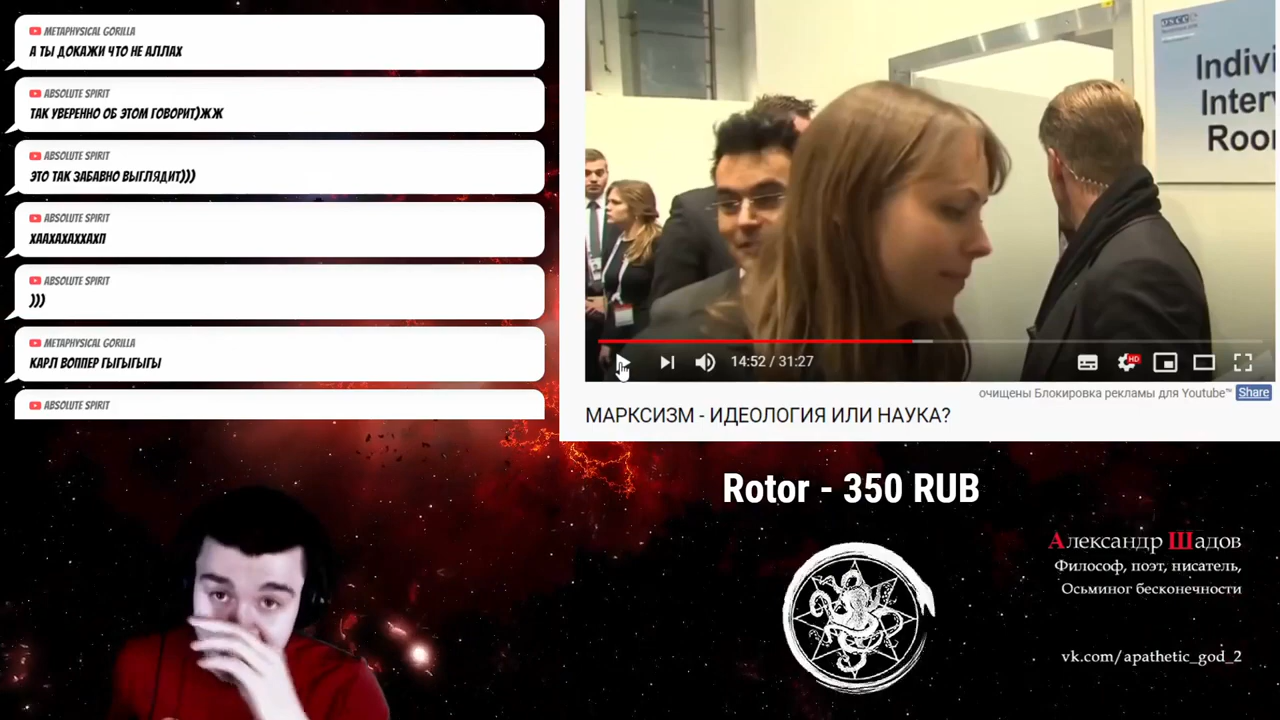 METAPHYSICAL GORILLA
А ТЫ ДОКАЖИ ЧТО НЕ АЛЛАХ
ABSOLUTE SPIRIT
ТАК УВЕРЕННО ОБ ЭТОМ ГОВОРИТ)ЖЖ
ABSOLUTE SPIRIT
ЭТО ТАК ЗАБАВНО ВЫГЛЯДИТ)))
ABSOLUTE SPIRIT
ХААХАХАХХАХП
ABSOLUTE SPIRIT
)))
METAPHYSICAL GORILLA
КАРЛ ВОППЕР ГЫГЫГЫГЫ
ABSOLUTE SPIRIT
oscе
Indivi
Inter
Roo
14:52 / 31:27
HD
очищены Блокировка рекламы для Youtube™ Share
МАРКСИЗМ - ИДЕОЛОГИЯ ИЛИ НАУКА?
Rotor - 350 RUB
Александр Шадов
Философ, поэт, писатель,
Осьминог бесконечности
vk.com/apathetic_god_2